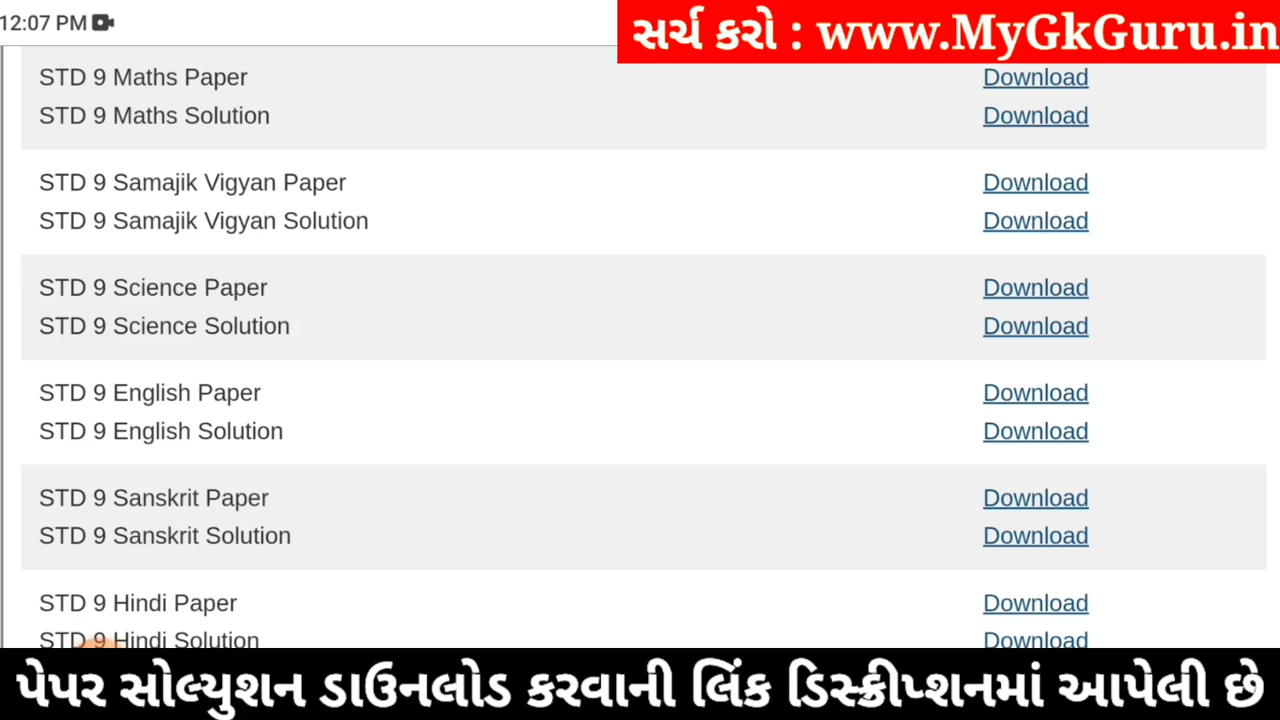 12:07 PM
સર્ચ કરો : www.MyGkGuru.in
STD 9 Maths Paper Download
STD 9 Maths Solution Download
STD 9 Samajik Vigyan Paper Download
STD 9 Samajik Vigyan Solution Download
STD 9 Science Paper Download
STD 9 Science Solution Download
STD 9 English Paper Download
STD 9 English Solution Download
STD 9 Sanskrit Paper Download
STD 9 Sanskrit Solution Download
STD 9 Hindi Paper Download
STD 9 Hindi Solution Download
પેપર સોલ્યુશન ડાઉનલોડ કરવાની લિંક ડિસ્ક્રીપ્શનમાં આપેલી છે